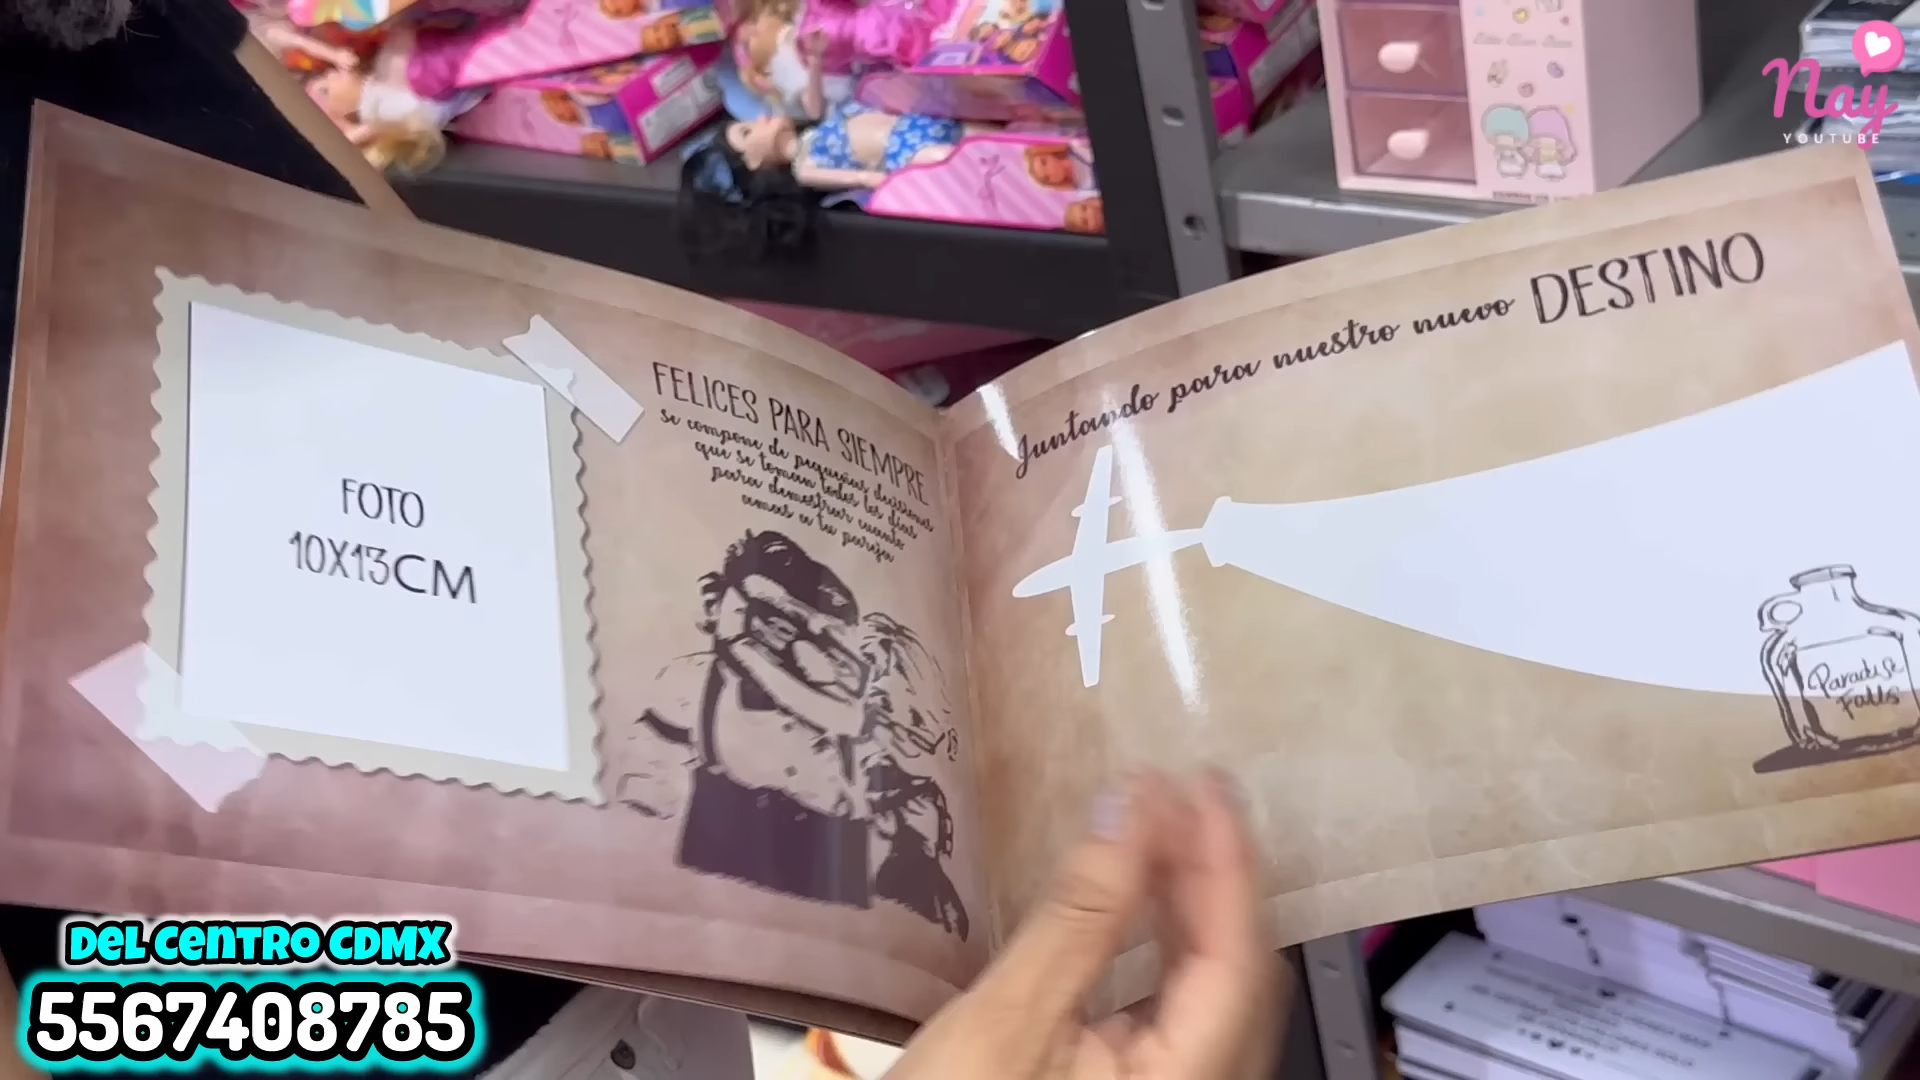 Nay
YOUTUBE
FOTO
10X13CM
FELICES PARA SIEMPRE
se compone de pequeñas decisiones
que se toman todos los días
para demostrar cuanto
amas a tu pareja
Juntando para nuestro nuevo DESTINO
Paradise
Falls
DEL CENTRO CDMX
5567408785